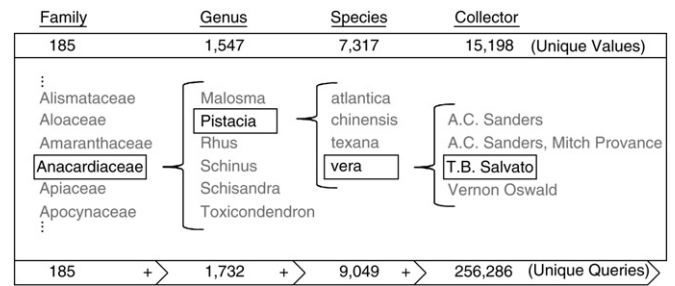 Family Genus Species Collector
185 1,547 7,317 15,198 (Unique Values)
⋮
Alismataceae Malosma atlantica
Aloaceae Pistacia chinensis A.C. Sanders
Amaranthaceae Rhus texana A.C. Sanders, Mitch Provance
Anacardiaceae Schinus vera T.B. Salvato
Apiaceae Schisandra Vernon Oswald
Apocynaceae Toxicondendron
⋮
185 + 1,732 + 9,049 + 256,286 (Unique Queries)